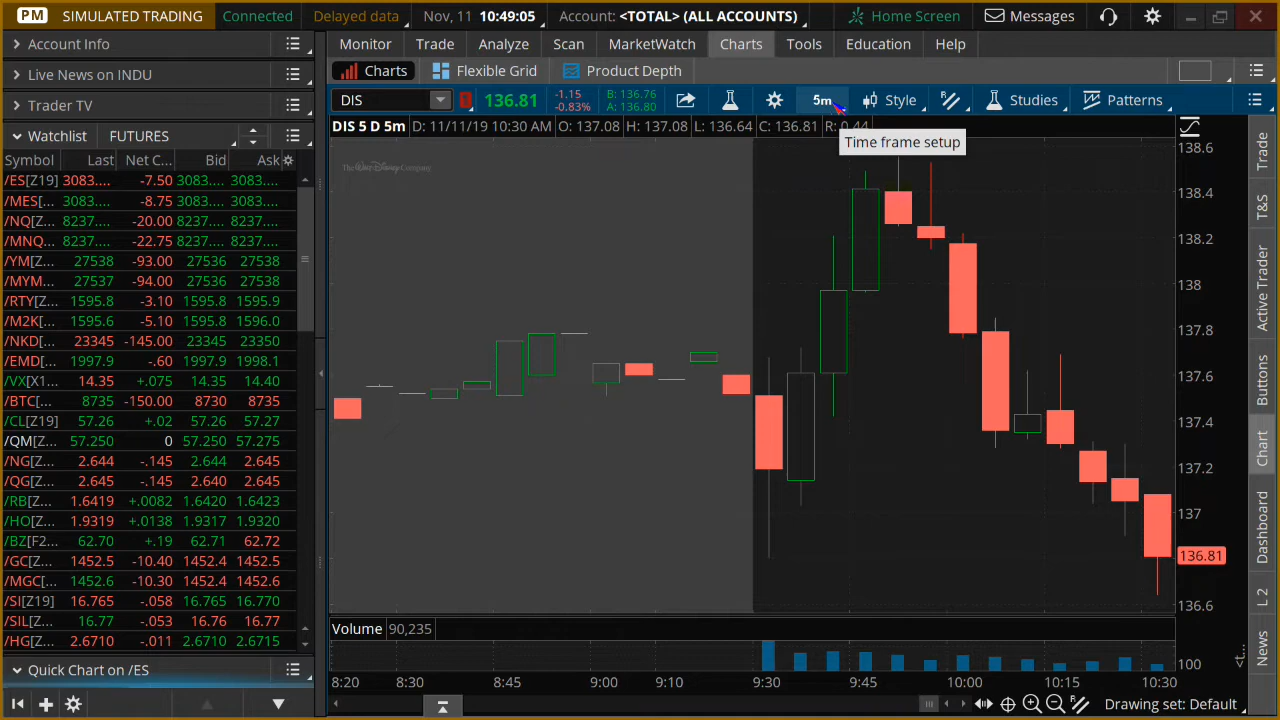 PM SIMULATED TRADING Connected Delayed data Nov, 11 10:49:05 Account: <TOTAL> (ALL ACCOUNTS) Home Screen Messages
Account Info
Live News on INDU
Trader TV
Watchlist FUTURES
Symbol Last Net C... Bid Ask
/ES[Z19] 3083.... -7.50 3083.... 3083....
/MES[... 3083.... -8.75 3083.... 3083....
/NQ[Z... 8237.... -20.00 8237.... 8237....
/MNQ... 8237.... -22.75 8237.... 8237....
/YM[Z... 27538 -93.00 27536 27538
/MYM... 27537 -94.00 27536 27538
/RTY[Z... 1595.8 -3.10 1595.8 1595.9
/M2K[... 1595.6 -5.10 1595.8 1596.0
/NKD[... 23345 -145.00 23345 23350
/EMD[... 1997.9 -.60 1996.9 1998.1
/VX[X1... 14.35 +.075 14.35 14.40
/BTC[... 8735 -150.00 8730 8735
/CL[Z19] 57.26 +.02 57.26 57.27
/QM[Z... 57.250 0 57.250 57.275
/NG[Z... 2.644 -.145 2.644 2.645
/QG[Z... 2.645 -.145 2.640 2.645
/RB[Z... 1.6419 +.0082 1.6420 1.6423
/HO[Z... 1.9319 +.0138 1.9317 1.9320
/BZ[F2... 62.70 +.19 62.71 62.72
/GC[Z... 1452.5 -10.40 1452.4 1452.5
/MGC[... 1452.6 -10.30 1452.4 1452.6
/SI[Z19] 16.765 -.058 16.765 16.770
/SIL[Z... 16.77 -.053 16.76 16.77
/HG[Z... 2.6710 -.011 2.6710 2.6715
Quick Chart on /ES
Monitor Trade Analyze Scan MarketWatch Charts Tools Education Help
Charts Flexible Grid Product Depth
DIS 136.81 -1.15 B: 136.76
-0.83% A: 136.80
5m Style Studies Patterns
DIS 5 D 5m D: 11/11/19 10:30 AM O: 137.08 H: 137.08 L: 136.64 C: 136.81 R: 0.44
Time frame setup
The Walt Disney Company
138.6
138.4
138.2
138
137.8
137.6
137.4
137.2
137
136.81
136.6
Volume 90,235
100
8:20 8:30 8:45 9:00 9:10 9:30 9:45 10:00 10:15 10:30
Drawing set: Default
Trade
T&S
Active Trader
Buttons
Chart
Dashboard
L 2
News